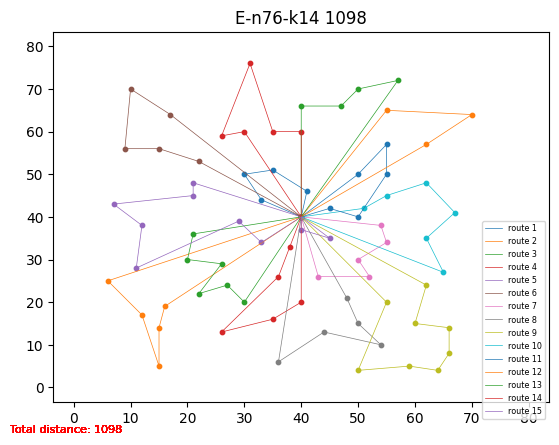 E-n76-k14 1098
80
70
60
50
40
30
20
10
0
route 1
route 2
route 3
route 4
route 5
route 6
route 7
route 8
route 9
route 10
route 11
route 12
route 13
route 14
route 15
0 10 20 30 40 50 60 70 80
Total distance: 1098